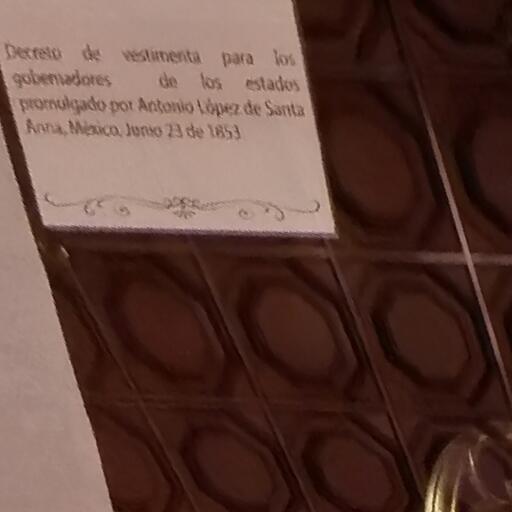 Decreto de vestimenta para los
gobernadores de los estados
promulgado por Antonio López de Santa
Anna, México, Junio 23 de 1853